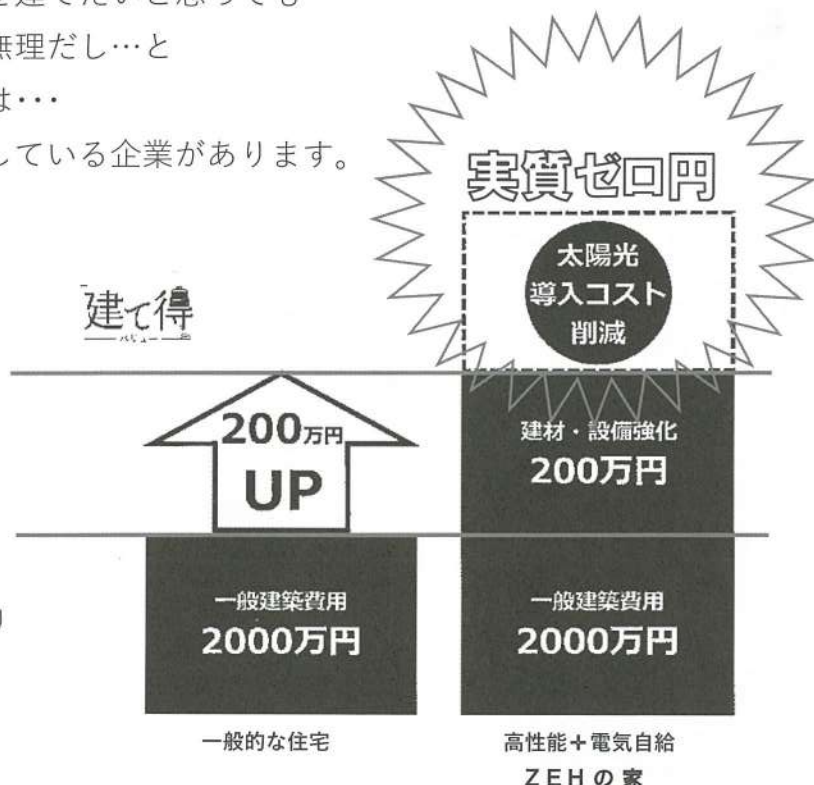 を建てたいと思っても
無理だし…と
は・・・
している企業があります。
実質ゼロ円
太陽光
導入コスト
削減
建て得
バリュー
200万円
UP
建材・設備強化
200万円
一般建築費用
2000万円
一般建築費用
2000万円
一般的な住宅
高性能＋電気自給
ZEHの家